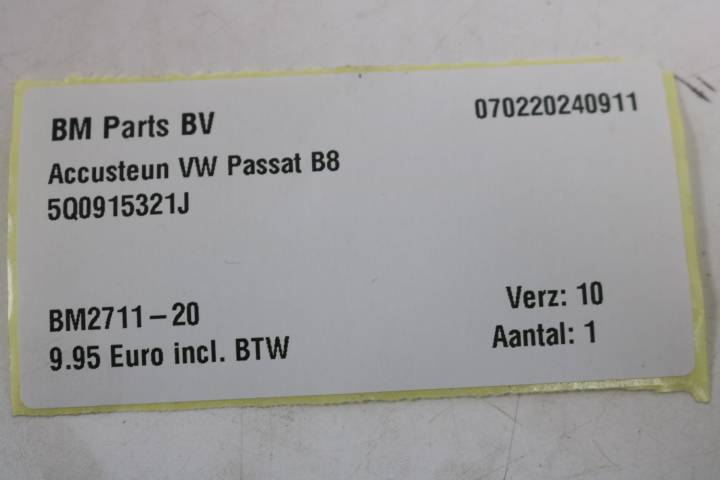 BM Parts BV
070220240911
Accusteun VW Passat B8
5Q0915321J
BM2711-20
Verz: 10
9.95 Euro incl. BTW
Aantal: 1